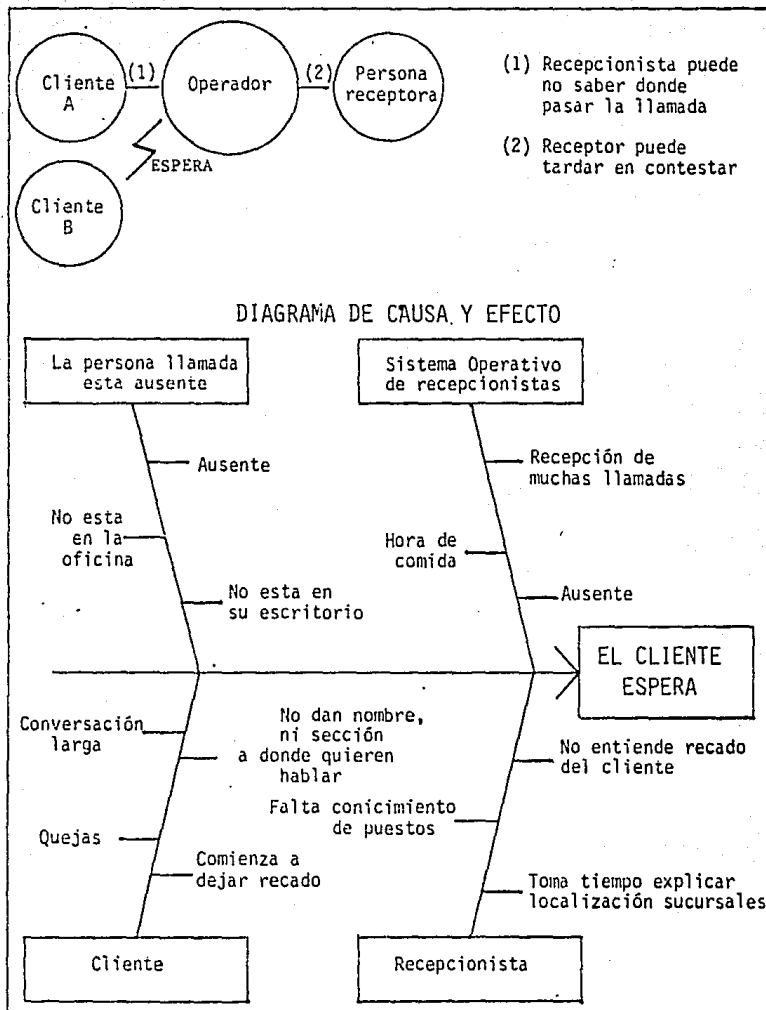 Cliente
A
(1)
Operador
(2)
Persona
receptora
ESPERA
Cliente
B
(1) Recepcionista puede
no saber donde
pasar la llamada
(2) Receptor puede
tardar en contestar
DIAGRAMA DE CAUSA Y EFECTO
La persona llamada
esta ausente
Sistema Operativo
de recepcionistas
Ausente
No esta
en la
oficina
No esta en
su escritorio
Recepción de
muchas llamadas
Hora de
comida
Ausente
EL CLIENTE
ESPERA
Conversación
larga
No dan nombre,
ni sección
a donde quieren
hablar
Quejas
Comienza a
dejar recado
No entiende recado
del cliente
Falta conicimiento
de puestos
Toma tiempo explicar
localización sucursales
Cliente
Recepcionista